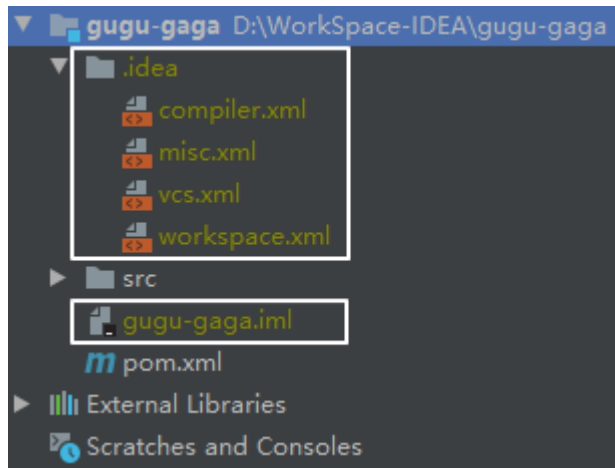 gugu-gaga D:\WorkSpace-IDEA\gugu-gaga
.idea
compiler.xml
misc.xml
vcs.xml
workspace.xml
src
gugu-gaga.iml
m pom.xml
External Libraries
Scratches and Consoles